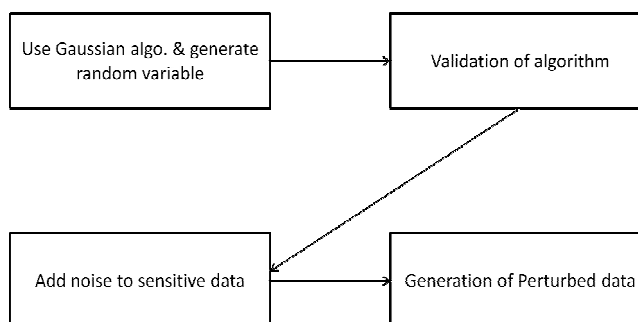 Use Gaussian algo. & generate
random variable
Validation of algorithm
Add noise to sensitive data
Generation of Perturbed data